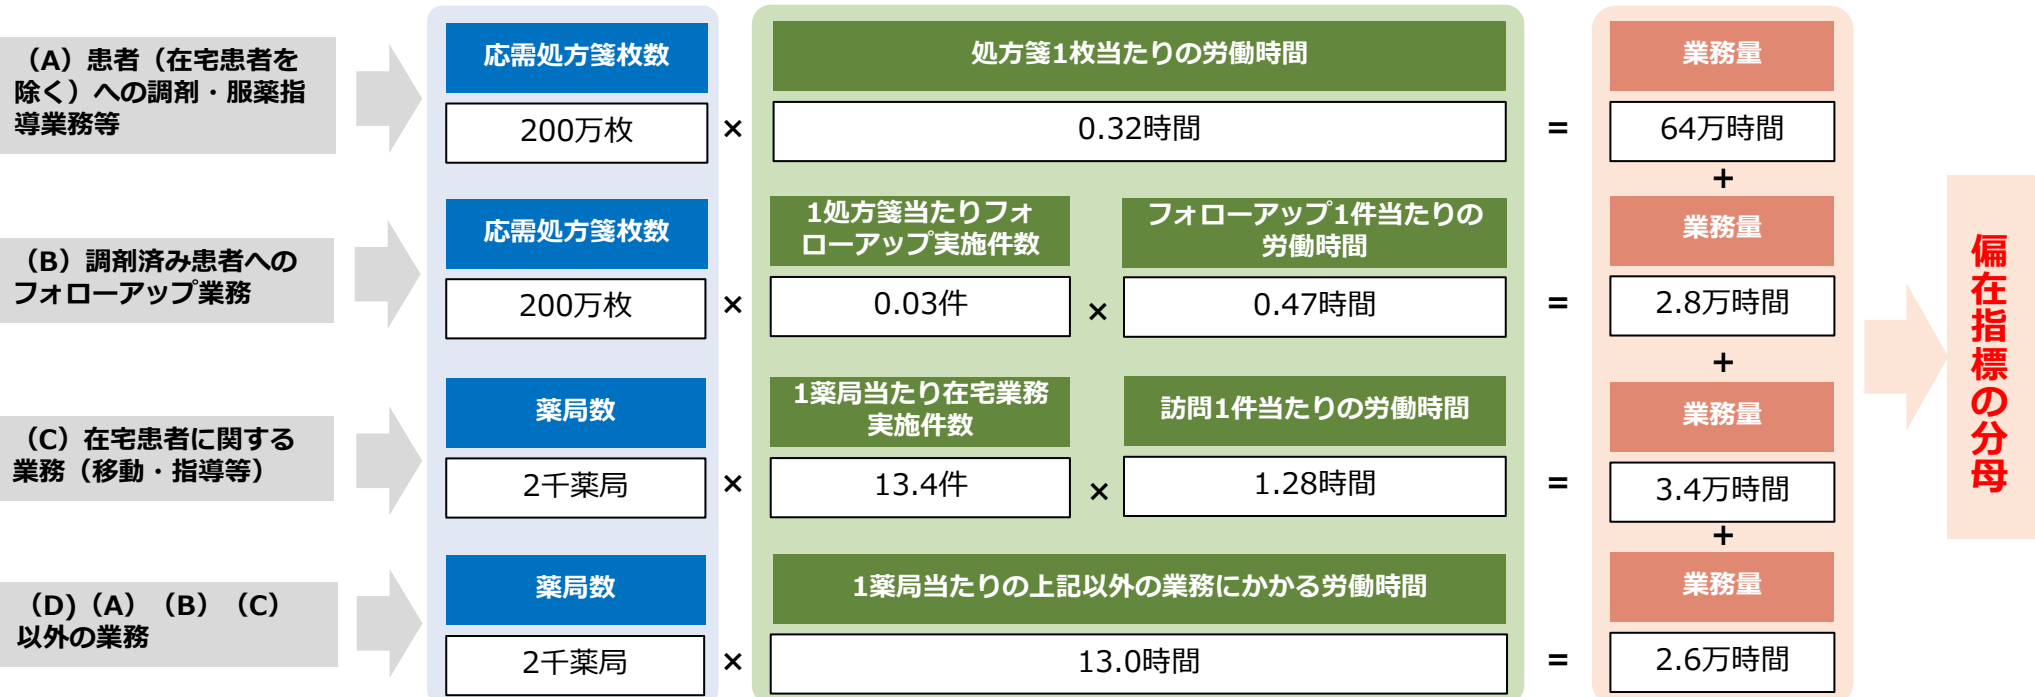 （A）患者（在宅患者を
除く）への調剤・服薬指
導業務等
応需処方箋枚数
200万枚
×
処方箋1枚当たりの労働時間
0.32時間
=
業務量
64万時間
+
（B）調剤済み患者への
フォローアップ業務
応需処方箋枚数
200万枚
×
1処方箋当たりフォ
ローアップ実施件数
0.03件
×
フォローアップ1件当たりの
労働時間
0.47時間
=
業務量
2.8万時間
+
（C）在宅患者に関する
業務（移動・指導等）
薬局数
2千薬局
×
1薬局当たり在宅業務
実施件数
13.4件
×
訪問1件当たりの労働時間
1.28時間
=
業務量
3.4万時間
+
（D)（A）（B）（C）
以外の業務
薬局数
2千薬局
×
1薬局当たりの上記以外の業務にかかる労働時間
13.0時間
=
業務量
2.6万時間
偏在指標の分母